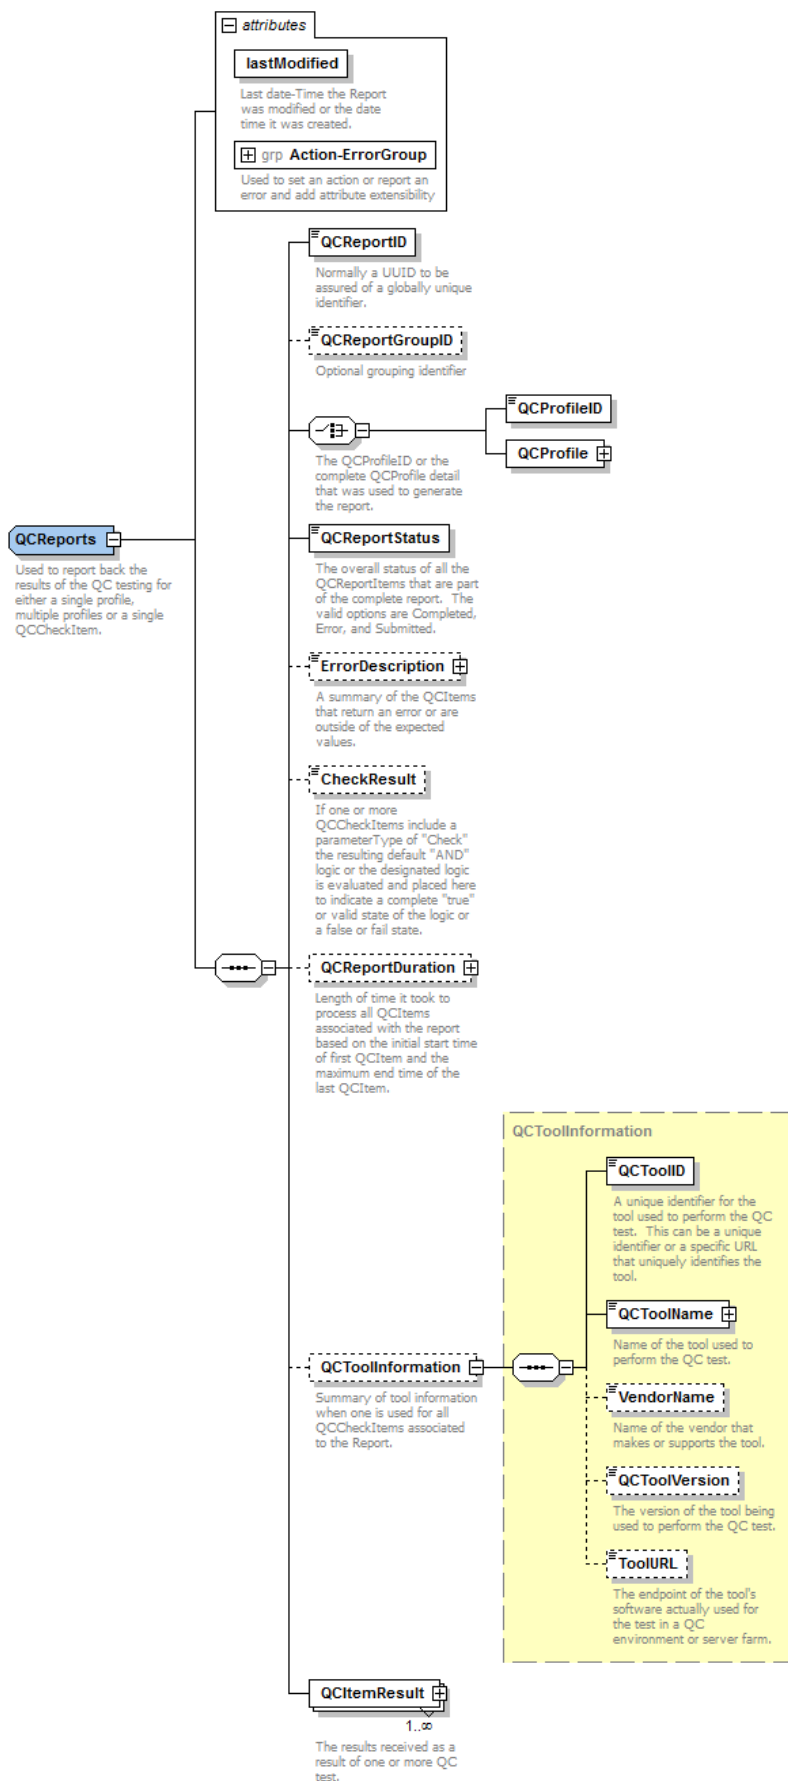 attributes
lastModified
Last date-Time the Report
was modified or the date
time it was created.
grp Action-ErrorGroup
Used to set an action or report an
error and add attribute extensibility
QCReportID
Normally a UUID to be
assured of a globally unique
identifier.
QCReportGroupID
Optional grouping identifier
QCProfileID
QCProfile
The QCProfileID or the
complete QCProfile detail
that was used to generate
the report.
QCReports
Used to report back the
results of the QC testing for
either a single profile,
multiple profiles or a single
QCCheckItem.
QCReportStatus
The overall status of all the
QCReportItems that are part
of the complete report. The
valid options are Completed,
Error, and Submitted.
ErrorDescription
A summary of the QCItems
that return an error or are
outside of the expected
values.
CheckResult
If one or more
QCCheckItems include a
parameterType of "Check"
the resulting default "AND"
logic or the designated logic
is evaluated and placed here
to indicate a complete "true"
or valid state of the logic or
a false or fail state.
QCReportDuration
Length of time it took to
process all QCItems
associated with the report
based on the initial start time
of first QCItem and the
maximum end time of the
last QCItem.
QCToolInformation
QCToolID
A unique identifier for the
tool used to perform the QC
test. This can be a unique
identifier or a specific URL
that uniquely identifies the
tool.
QCToolName
Name of the tool used to
perform the QC test.
QCToolInformation
Summary of tool information
when one is used for all
QCCheckItems associated
to the Report.
VendorName
Name of the vendor that
makes or supports the tool.
QCToolVersion
The version of the tool being
used to perform the QC test.
ToolURL
The endpoint of the tool's
software actually used for
the test in a QC
environment or server farm.
QCItemResult
1..∞
The results received as a
result of one or more QC
test.